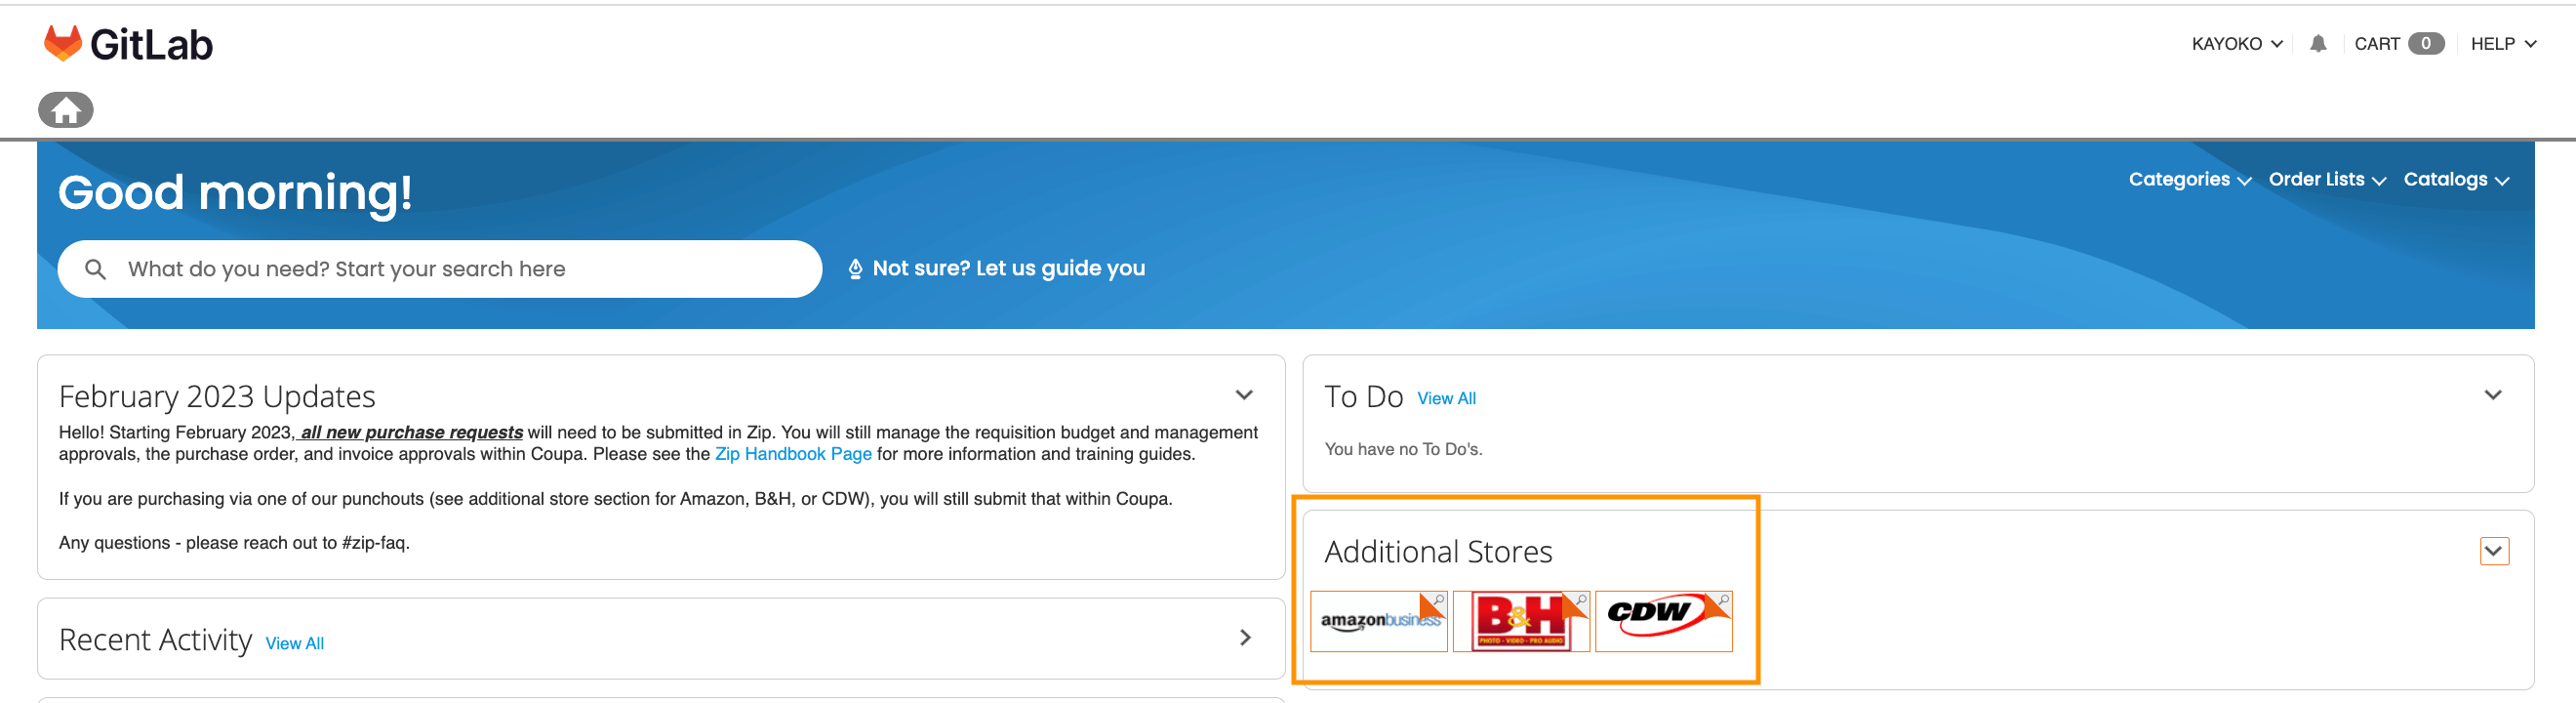 GitLab
KAYOKO
CART 0
HELP
Good morning!
Categories
Order Lists
Catalogs
What do you need? Start your search here
Not sure? Let us guide you
February 2023 Updates
Hello! Starting February 2023, all new purchase requests will need to be submitted in Zip. You will still manage the requisition budget and management
approvals, the purchase order, and invoice approvals within Coupa. Please see the Zip Handbook Page for more information and training guides.
If you are purchasing via one of our punchouts (see additional store section for Amazon, B&H, or CDW), you will still submit that within Coupa.
Any questions - please reach out to #zip-faq.
Recent Activity View All
To Do View All
You have no To Do's.
Additional Stores
amazonbusiness
B&H
PHOTO - VIDEO - PRO AUDIO
CDW